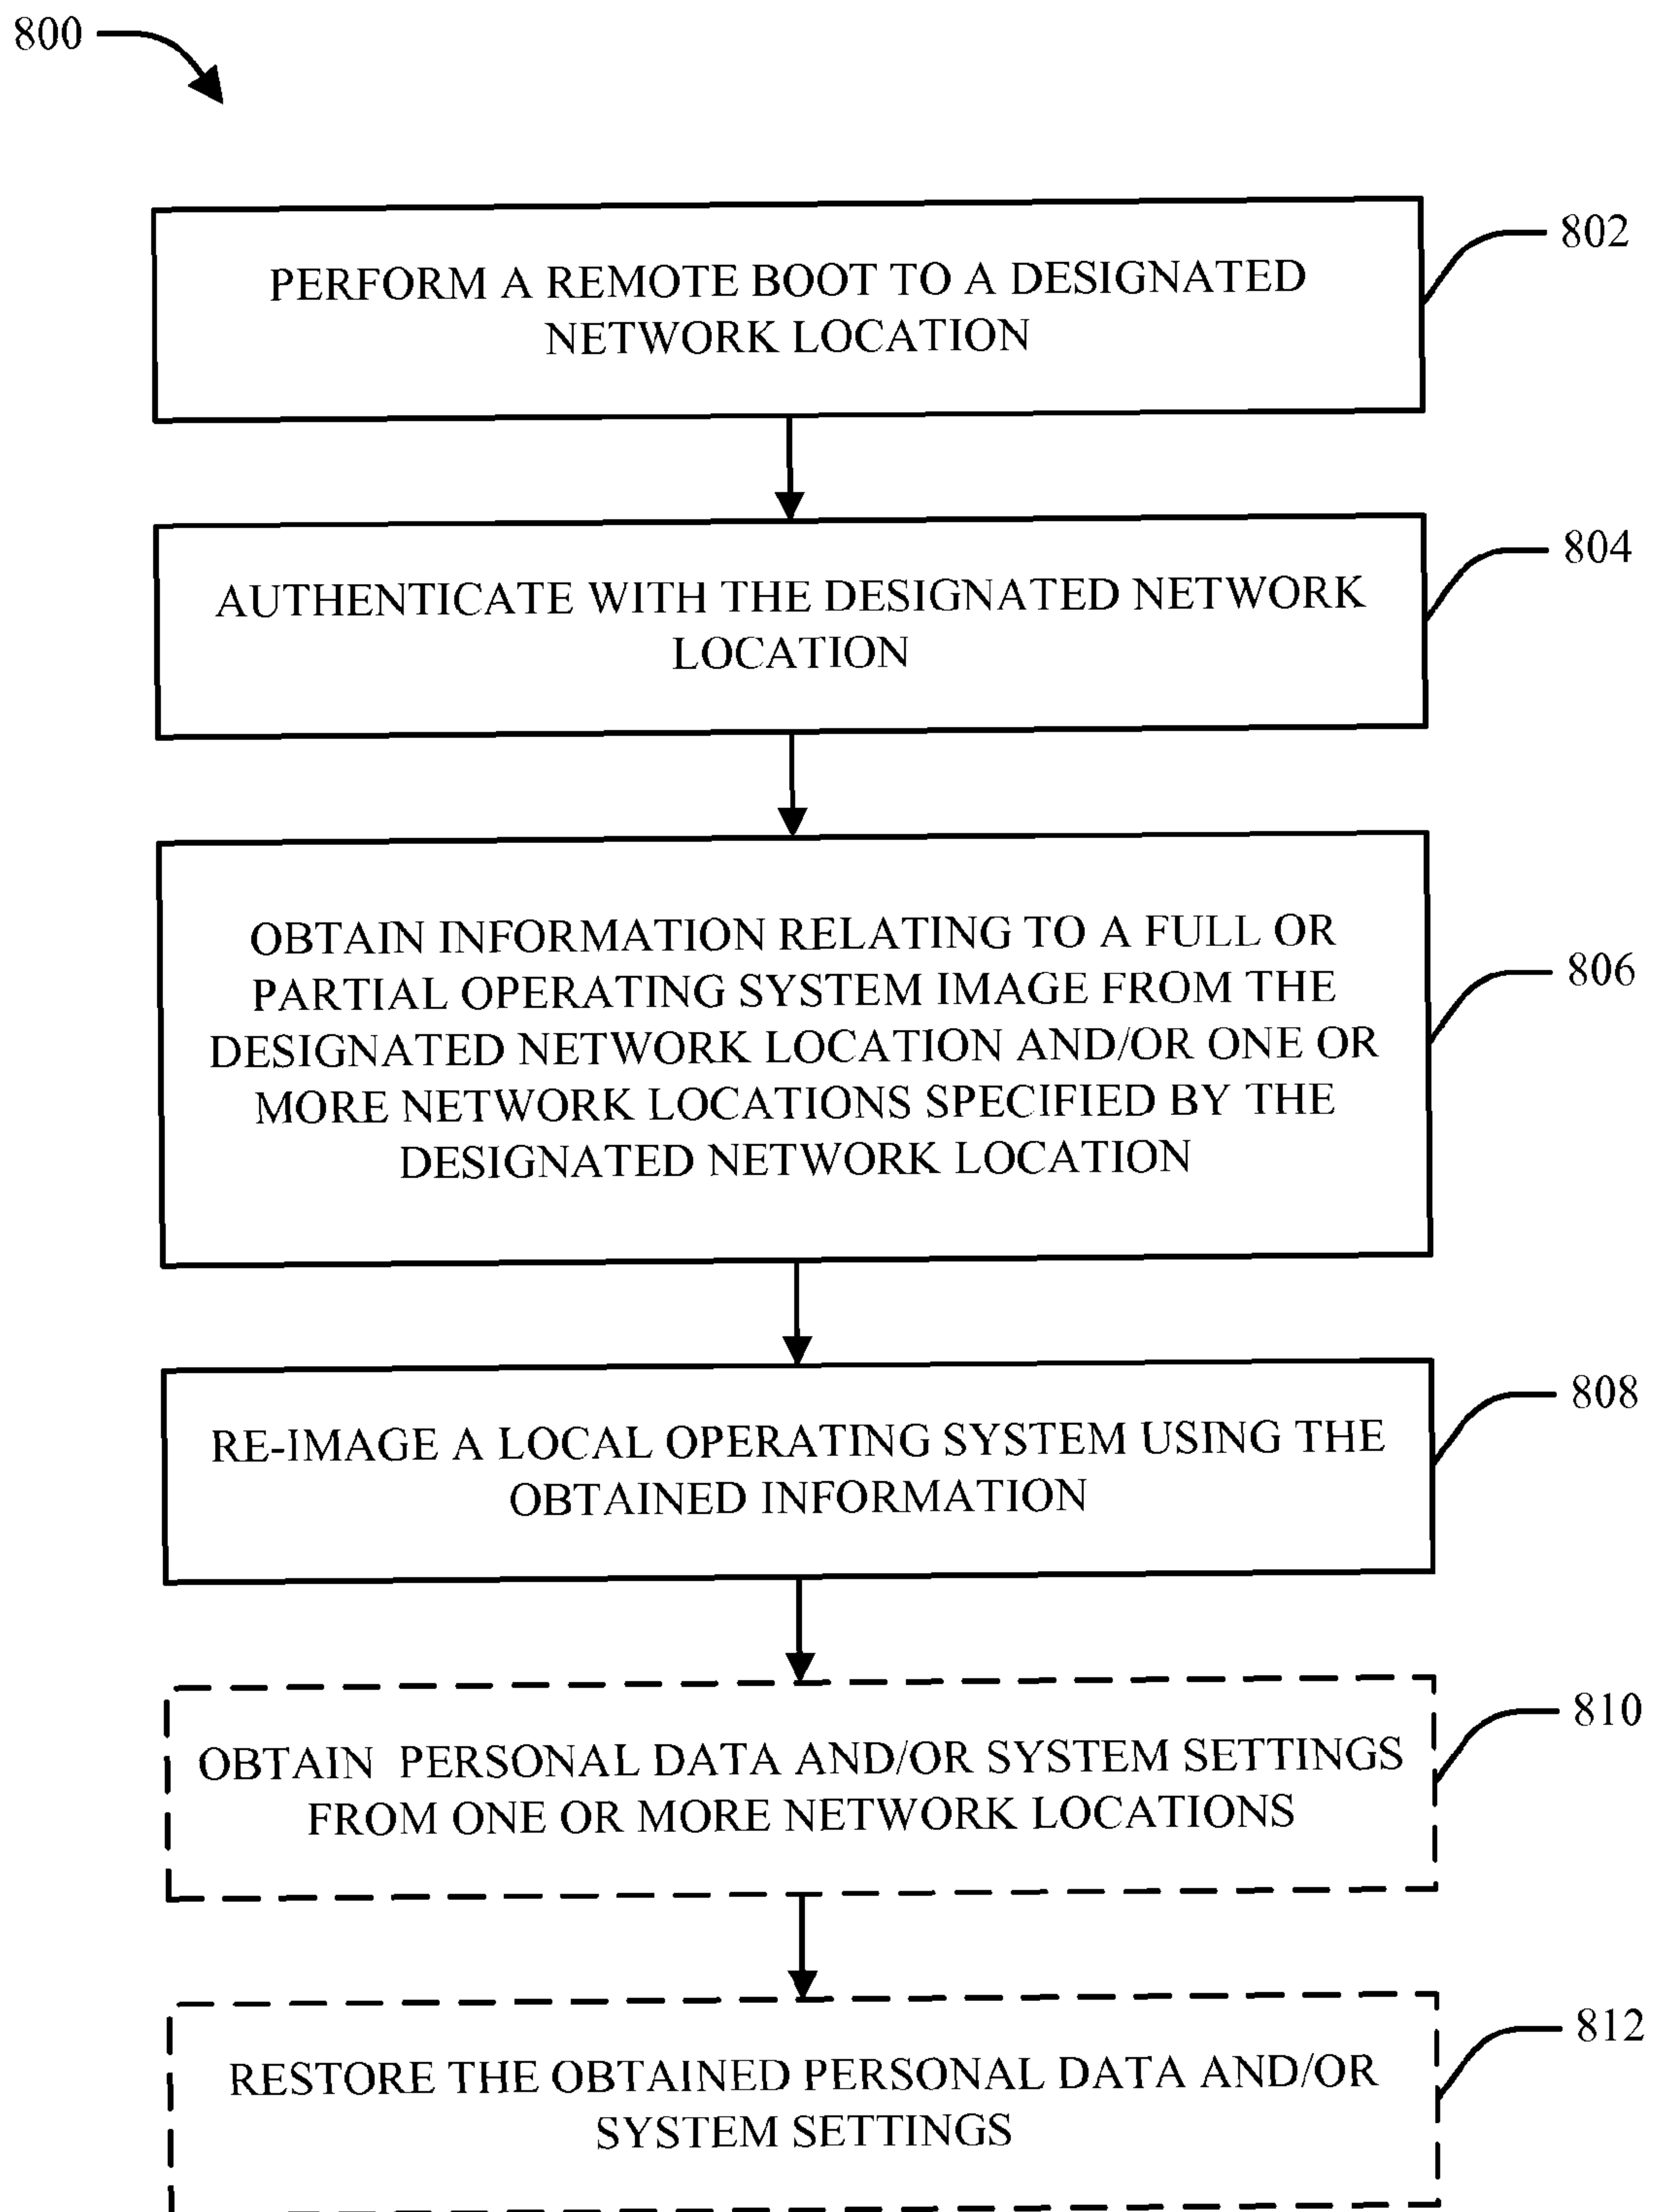 800
802
PERFORM A REMOTE BOOT TO A DESIGNATED
NETWORK LOCATION
804
AUTHENTICATE WITH THE DESIGNATED NETWORK
LOCATION
806
OBTAIN INFORMATION RELATING TO A FULL OR
PARTIAL OPERATING SYSTEM IMAGE FROM THE
DESIGNATED NETWORK LOCATION AND/OR ONE OR
MORE NETWORK LOCATIONS SPECIFIED BY THE
DESIGNATED NETWORK LOCATION
808
RE-IMAGE A LOCAL OPERATING SYSTEM USING THE
OBTAINED INFORMATION
810
OBTAIN PERSONAL DATA AND/OR SYSTEM SETTINGS
FROM ONE OR MORE NETWORK LOCATIONS
812
RESTORE THE OBTAINED PERSONAL DATA AND/OR
SYSTEM SETTINGS